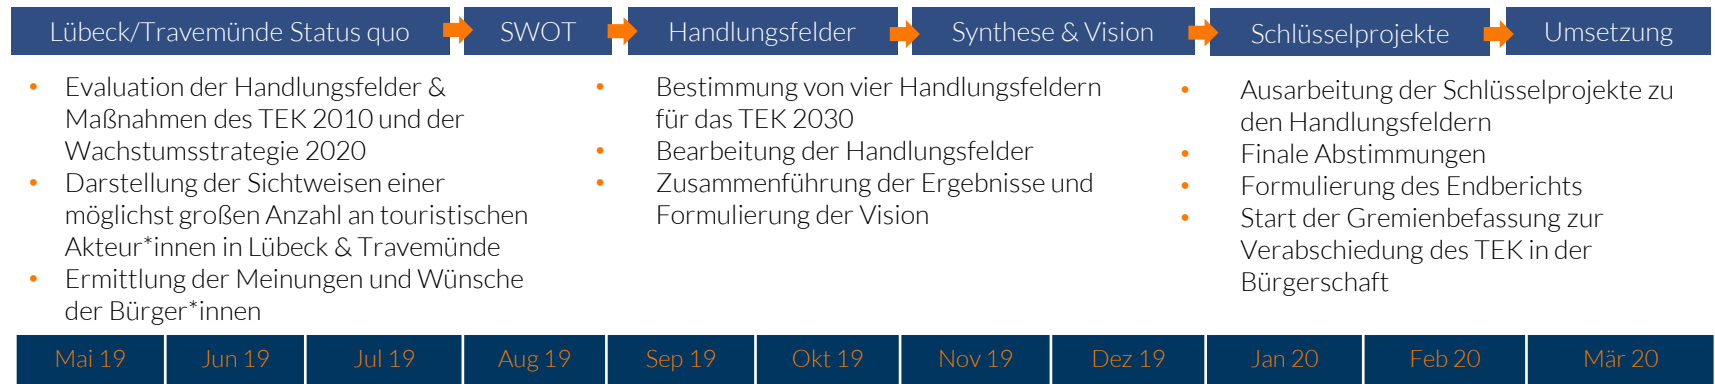 Lübeck/Travemünde Status quo
SWOT
Handlungsfelder
Synthese & Vision
Schlüsselprojekte
Umsetzung
• Evaluation der Handlungsfelder &
Maßnahmen des TEK 2010 und der
Wachstumsstrategie 2020
• Darstellung der Sichtweisen einer
möglichst großen Anzahl an touristischen
Akteur*innen in Lübeck & Travemünde
• Ermittlung der Meinungen und Wünsche
der Bürger*innen
• Bestimmung von vier Handlungsfeldern
für das TEK 2030
• Bearbeitung der Handlungsfelder
• Zusammenführung der Ergebnisse und
Formulierung der Vision
• Ausarbeitung der Schlüsselprojekte zu
den Handlungsfeldern
• Finale Abstimmungen
• Formulierung des Endberichts
• Start der Gremienbefassung zur
Verabschiedung des TEK in der
Bürgerschaft
Mai 19
Jun 19
Jul 19
Aug 19
Sep 19
Okt 19
Nov 19
Dez 19
Jan 20
Feb 20
Mär 20